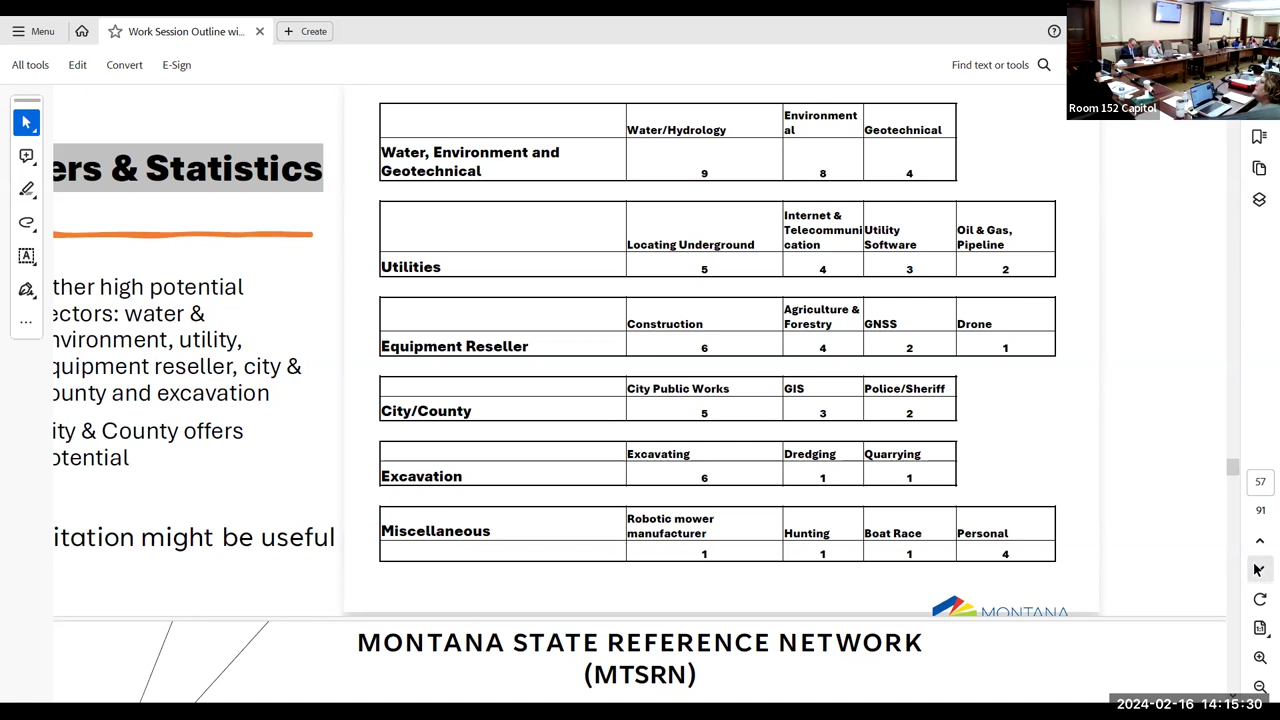 Menu
Work Session Outline wi...
Create
All tools
Edit
Convert
E-Sign
Find text or tools
Room 152 Capitol
ers & Statistics
ther high potential
ectors: water &
nvironment, utility,
quipment reseller, city &
ounty and excavation
ity & County offers
otential
itation might be useful
Water/Hydrology
Environment
al
Geotechnical
Water, Environment and
Geotechnical
9
8
4
Locating Underground
Internet &
Telecommuni
cation
Utility
Software
Oil & Gas,
Pipeline
Utilities
5
4
3
2
Construction
Agriculture &
Forestry
GNSS
Drone
Equipment Reseller
6
4
2
1
City Public Works
GIS
Police/Sheriff
City/County
5
3
2
Excavating
Dredging
Quarrying
Excavation
6
1
1
Miscellaneous
Robotic mower
manufacturer
Hunting
Boat Race
Personal
1
1
1
4
MONTANA
MONTANA STATE REFERENCE NETWORK
(MTSRN)
57
91
2024-02-16 14:15:30